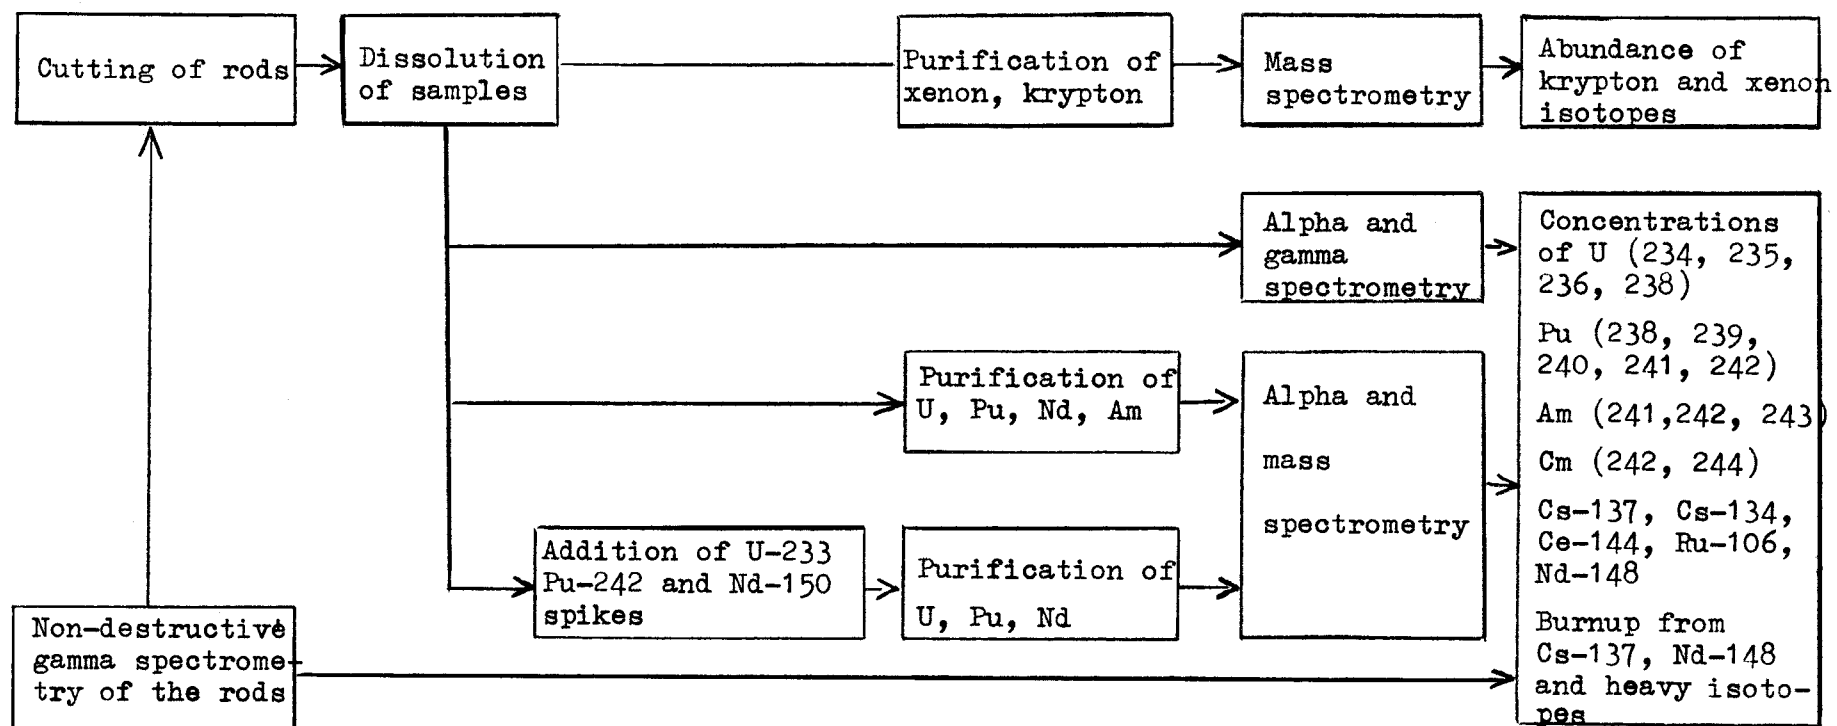 Cutting of rods
Dissolution
of samples
Purification of
xenon, krypton
Mass
spectrometry
Abundance of
krypton and xenon
isotopes
Alpha and
gamma
spectrometry
Concentrations
of U (234, 235,
236, 238)
Pu (238, 239,
240, 241, 242)
Am (241,242, 243)
Cm (242, 244)
Cs-137, Cs-134,
Ce-144, Ru-106,
Nd-148
Burnup from
Cs-137, Nd-148
and heavy isoto-
pes
Purification of
U, Pu, Nd, Am
Alpha and
mass
spectrometry
Addition of U-233
Pu-242 and Nd-150
spikes
Purification of
U, Pu, Nd
Non-destructive
gamma spectrome-
try of the rods